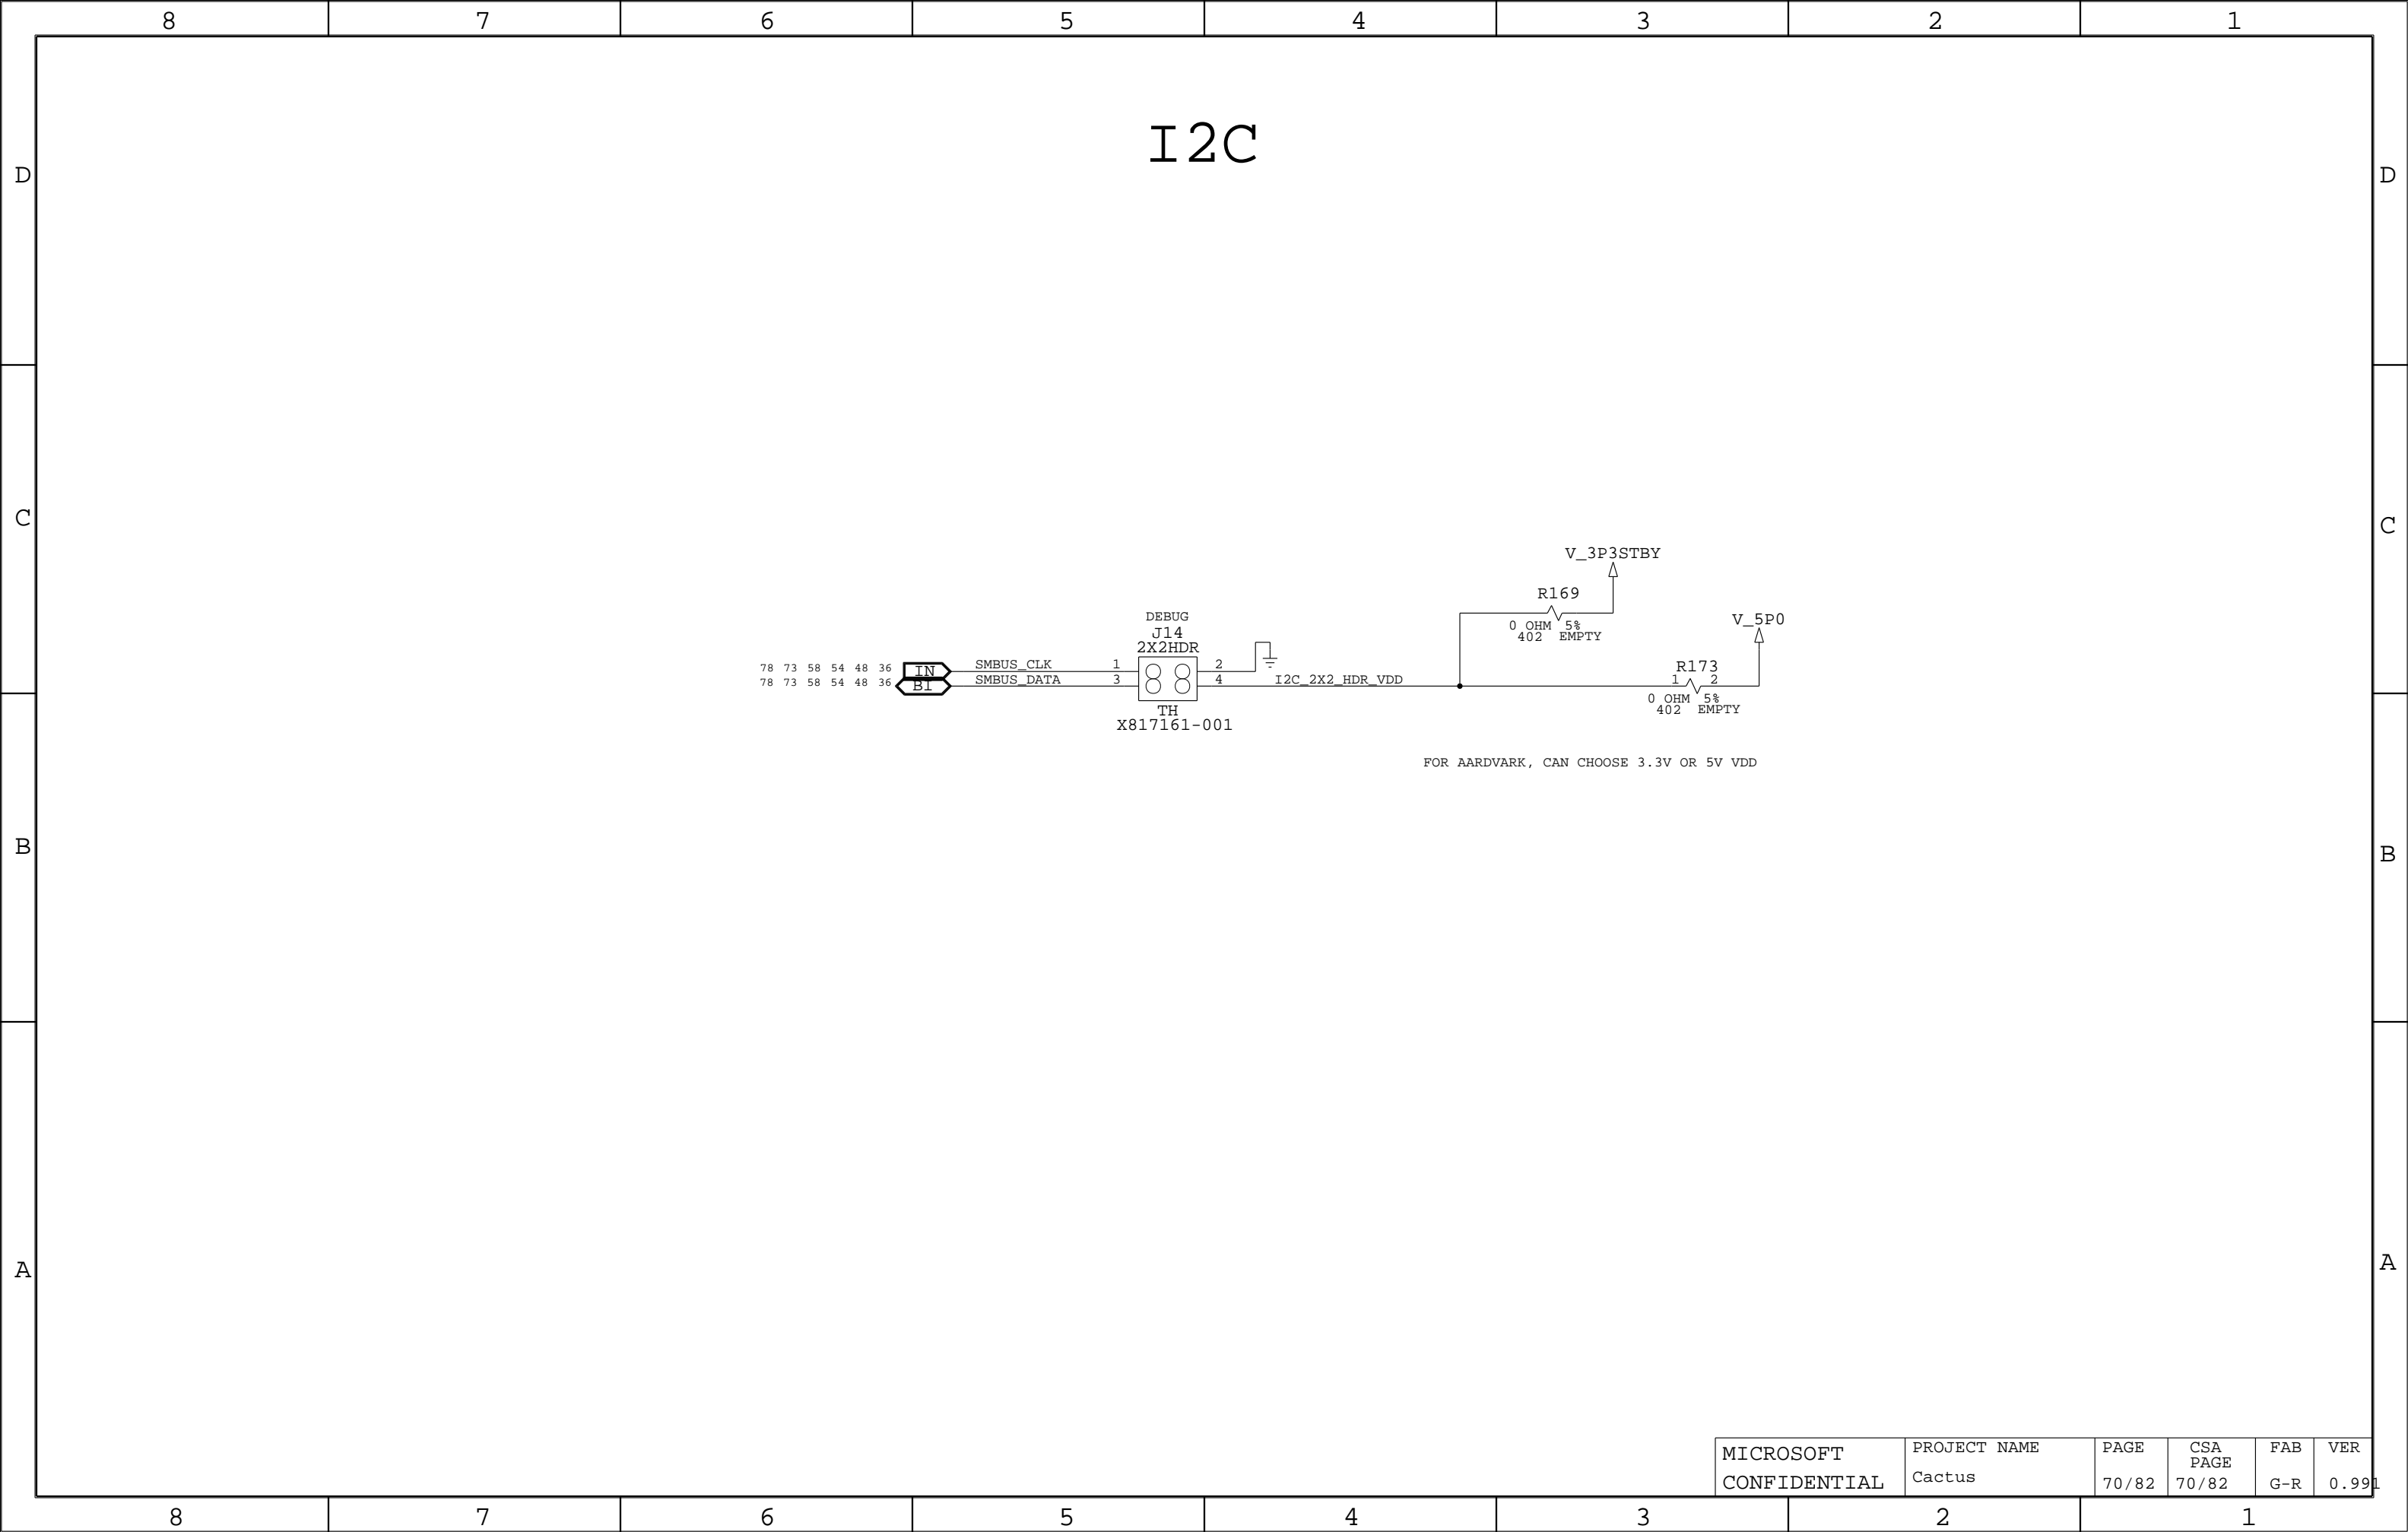 8 7 6 5 4 3 2 1
I2C
D D
C C
V_3P3STBY
R169
0 OHM 5%
402 EMPTY
V_5P0
DEBUG
J14
2X2HDR
78 73 58 54 48 36 IN SMBUS_CLK 1 2
78 73 58 54 48 36 BI SMBUS_DATA 3 4 I2C_2X2_HDR_VDD
R173
1 2
0 OHM 5%
402 EMPTY
TH
X817161-001
FOR AARDVARK, CAN CHOOSE 3.3V OR 5V VDD
B B
A A
MICROSOFT
CONFIDENTIAL
PROJECT NAME
Cactus
PAGE
70/82
CSA
PAGE
70/82
FAB
G-R
VER
0.991
8 7 6 5 4 3 2 1